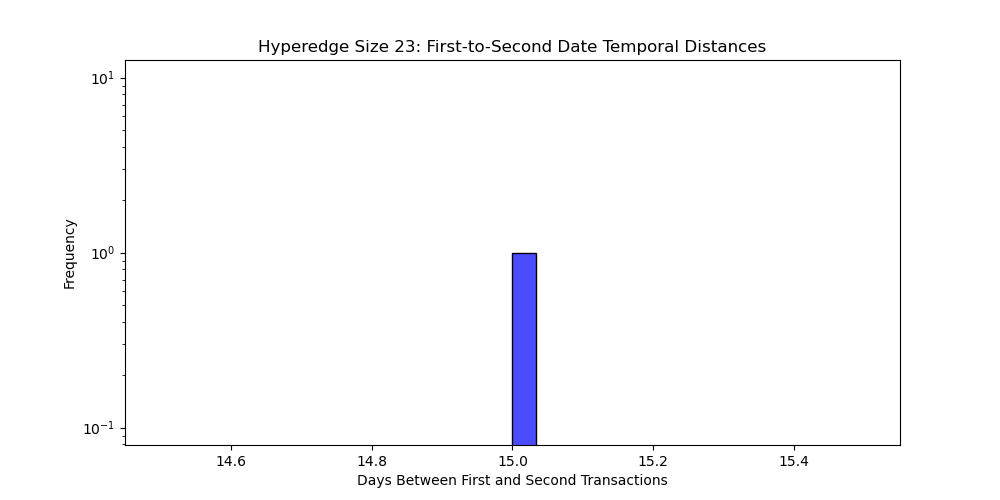 Hyperedge Size 23: First-to-Second Date Temporal Distances
10¹
10⁰
10⁻¹
Frequency
14.6 14.8 15.0 15.2 15.4
Days Between First and Second Transactions